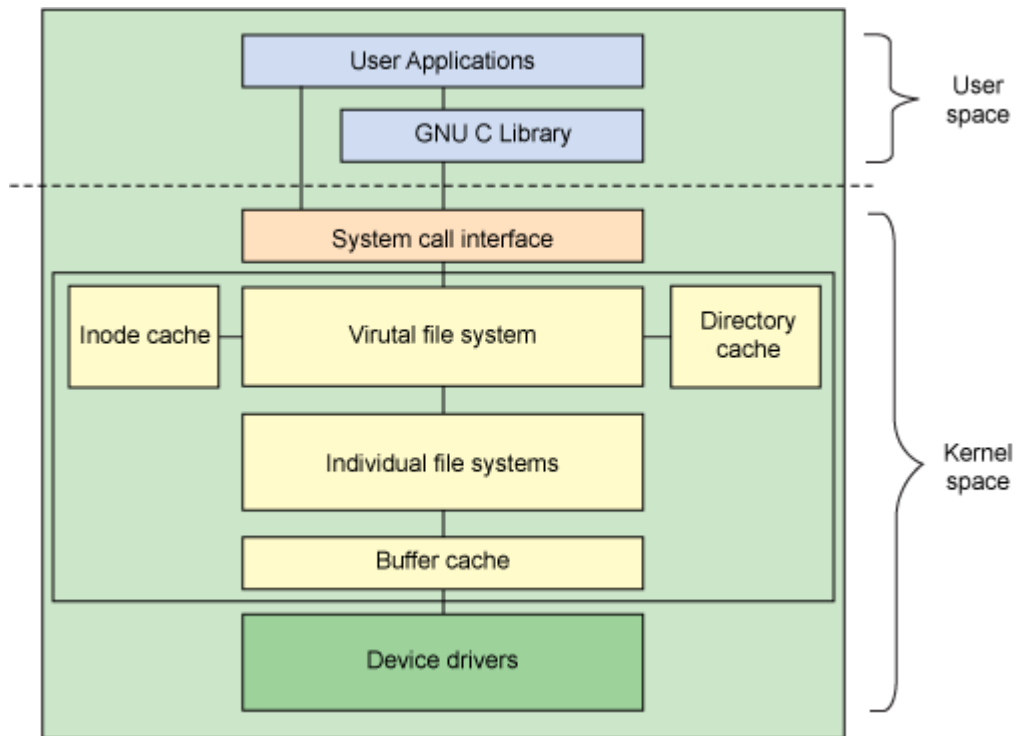 User Applications
User
space
GNU C Library
System call interface
Inode cache
Virutal file system
Directory
cache
Individual file systems
Kernel
space
Buffer cache
Device drivers